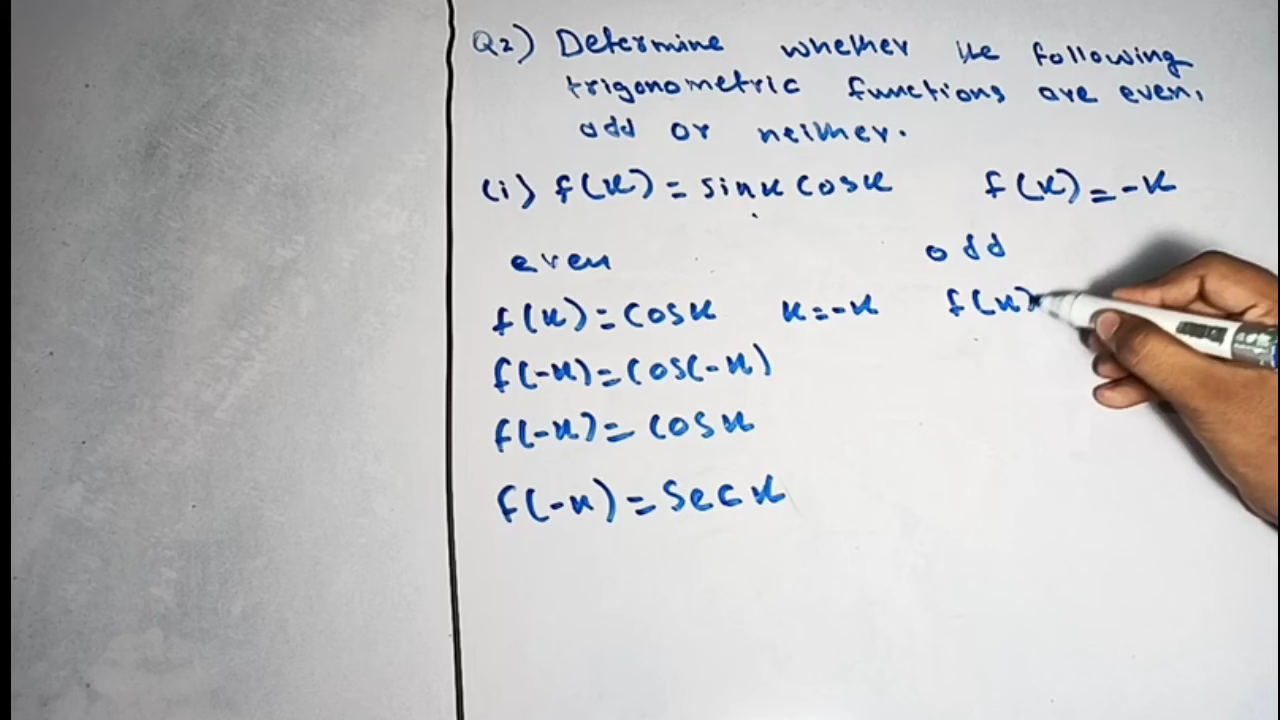 Q2) Determine whether the following
trigonometric functions are even,
odd or neither.
(i) f(x) = sinx cosx f(x) = -x
even odd
f(x) = cosx x = -x f(x)
f(-x) = cos(-x)
f(-x) = cosx
f(-x) = secx